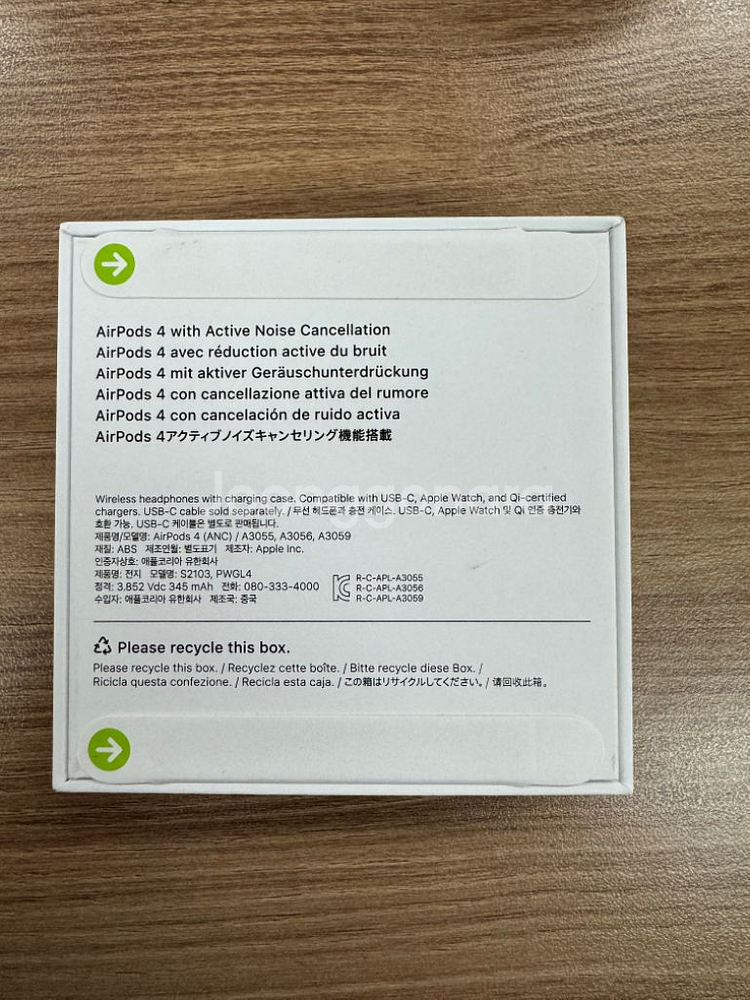 AirPods 4 with Active Noise Cancellation
AirPods 4 avec réduction active du bruit
AirPods 4 mit aktiver Geräuschunterdrückung
AirPods 4 con cancellazione attiva del rumore
AirPods 4 con cancelación de ruido activa
AirPods 4アクティブノイズキャンセリング機能搭載
Wireless headphones with charging case. Compatible with USB-C, Apple Watch, and Qi-certified
chargers. USB-C cable sold separately. / 무선 헤드폰과 충전 케이스. USB-C, Apple Watch 및 Qi 인증 충전기와
호환 가능. USB-C 케이블은 별도로 판매됩니다.
제품명/모델명: AirPods 4 (ANC) / A3055, A3056, A3059
재질: ABS 제조연월: 별도표기 제조자: Apple Inc.
인증자상호: 애플코리아 유한회사
제품명: 전지 모델명: S2103, PWGL4
정격: 3.852 Vdc 345 mAh 전화: 080-333-4000
수입자: 애플코리아 유한회사 제조국: 중국
R-C-APL-A3055
R-C-APL-A3056
R-C-APL-A3059
Please recycle this box.
Please recycle this box. / Recyclez cette boîte. / Bitte recycle diese Box. /
Ricicla questa confezione. / Recicla esta caja. / この箱はリサイクルしてください。/ 请回收此箱。